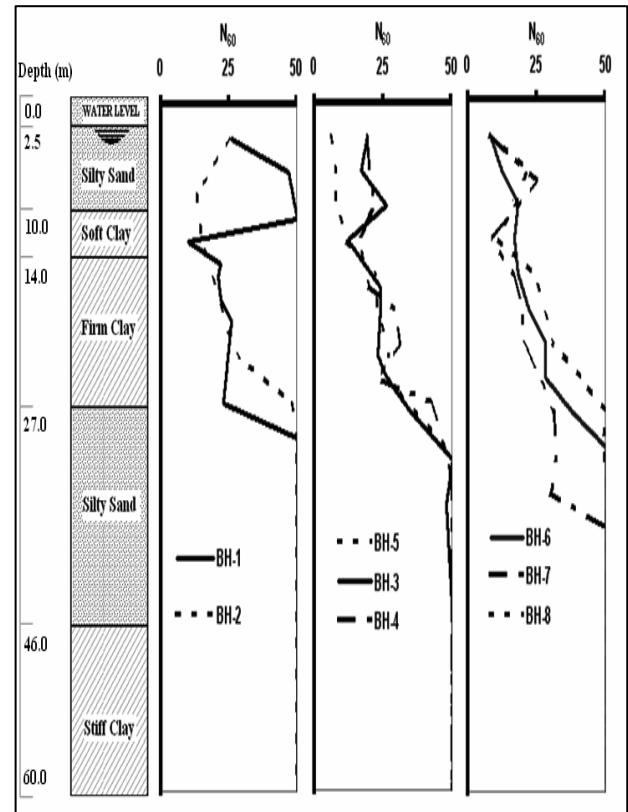 N60 N60 N60
Depth (m) 0 25 50 0 25 50 0 25 50
0.0 WATER LEVEL
2.5
Silty Sand
10.0 Soft Clay
14.0
Firm Clay
27.0
Silty Sand
BH-1
BH-2
BH-5
BH-3
BH-4
BH-6
BH-7
BH-8
46.0
Stiff Clay
60.0